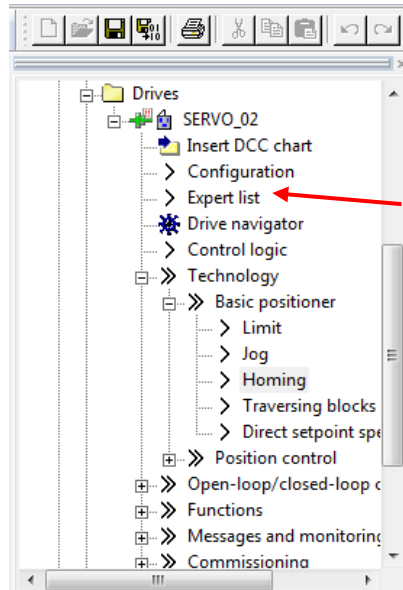 Drives
SERVO_02
Insert DCC chart
Configuration
Expert list
Drive navigator
Control logic
Technology
Basic positioner
Limit
Jog
Homing
Traversing blocks
Direct setpoint spe
Position control
Open-loop/closed-loop c
Functions
Messages and monitoring
Commissioning